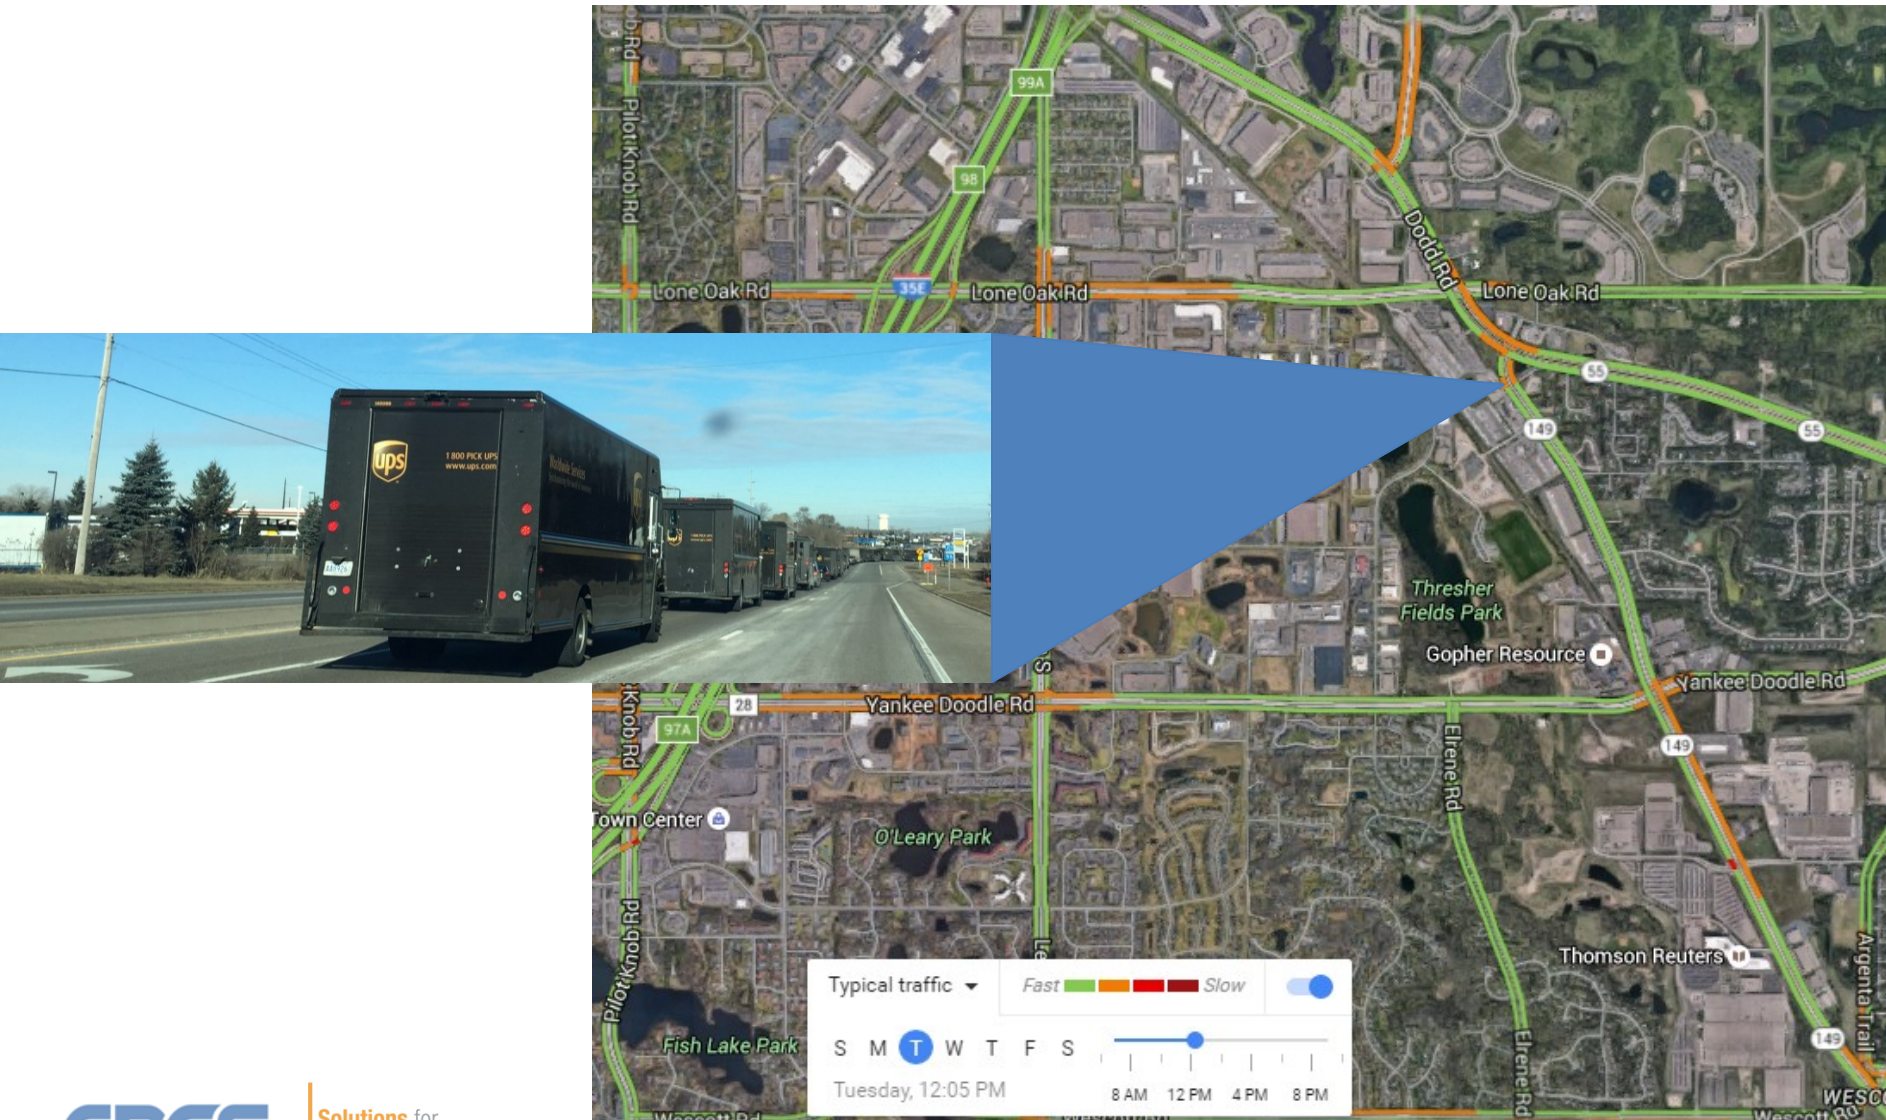 Pilot Knob Rd
99A
98
Dodd Rd
35E
Lone Oak Rd
Lone Oak Rd
Lone Oak Rd
55
55
149
ups
1 800 PICK UPS
www.ups.com
Worldwide Services
Thresher
Fields Park
Gopher Resource
Yankee Doodle Rd
Yankee Doodle Rd
28
Knob Rd
97A
149
Elrene Rd
Town Center
O'Leary Park
Pilot Knob Rd
Thomson Reuters
Argenta Trail
Typical traffic
Fast
Slow
S M T W T F S
Fish Lake Park
Tuesday, 12:05 PM
8 AM 12 PM 4 PM 8 PM
149
Elrene Rd
Wescott Rd
Solutions for